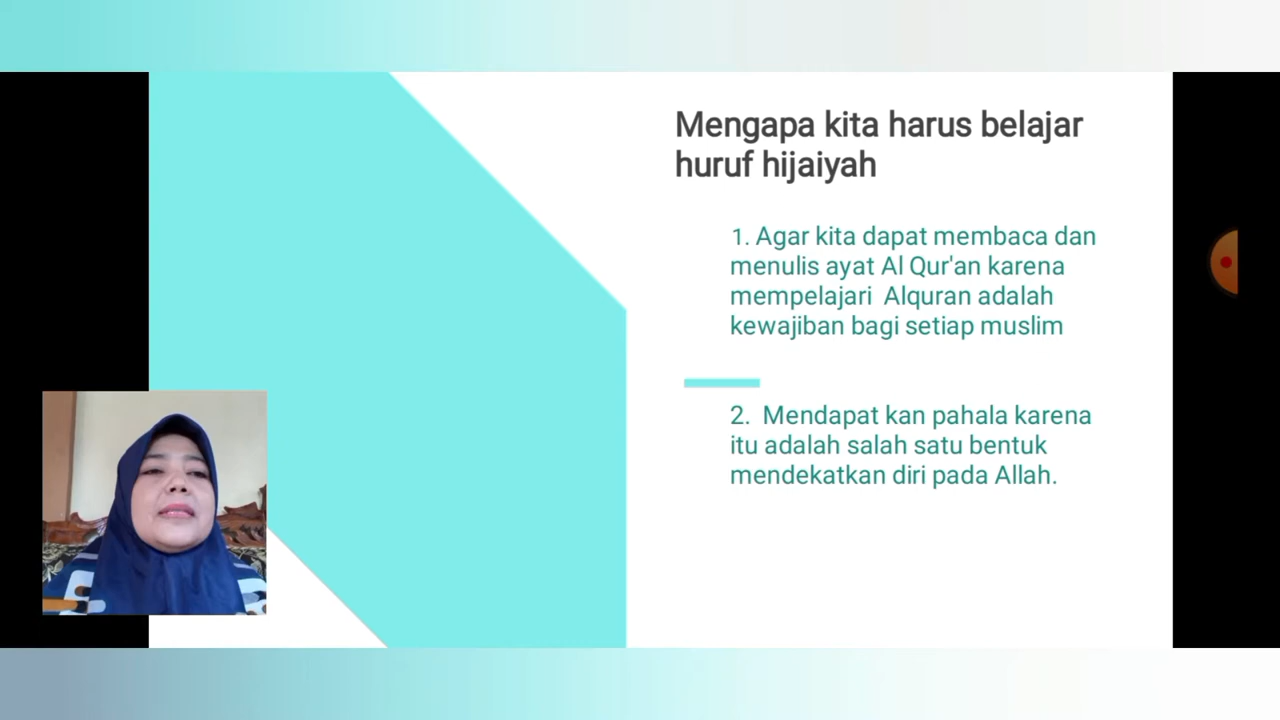 Mengapa kita harus belajar
huruf hijaiyah
1. Agar kita dapat membaca dan
menulis ayat Al Qur'an karena
mempelajari  Alquran adalah
kewajiban bagi setiap muslim
2.  Mendapat kan pahala karena
itu adalah salah satu bentuk
mendekatkan diri pada Allah.